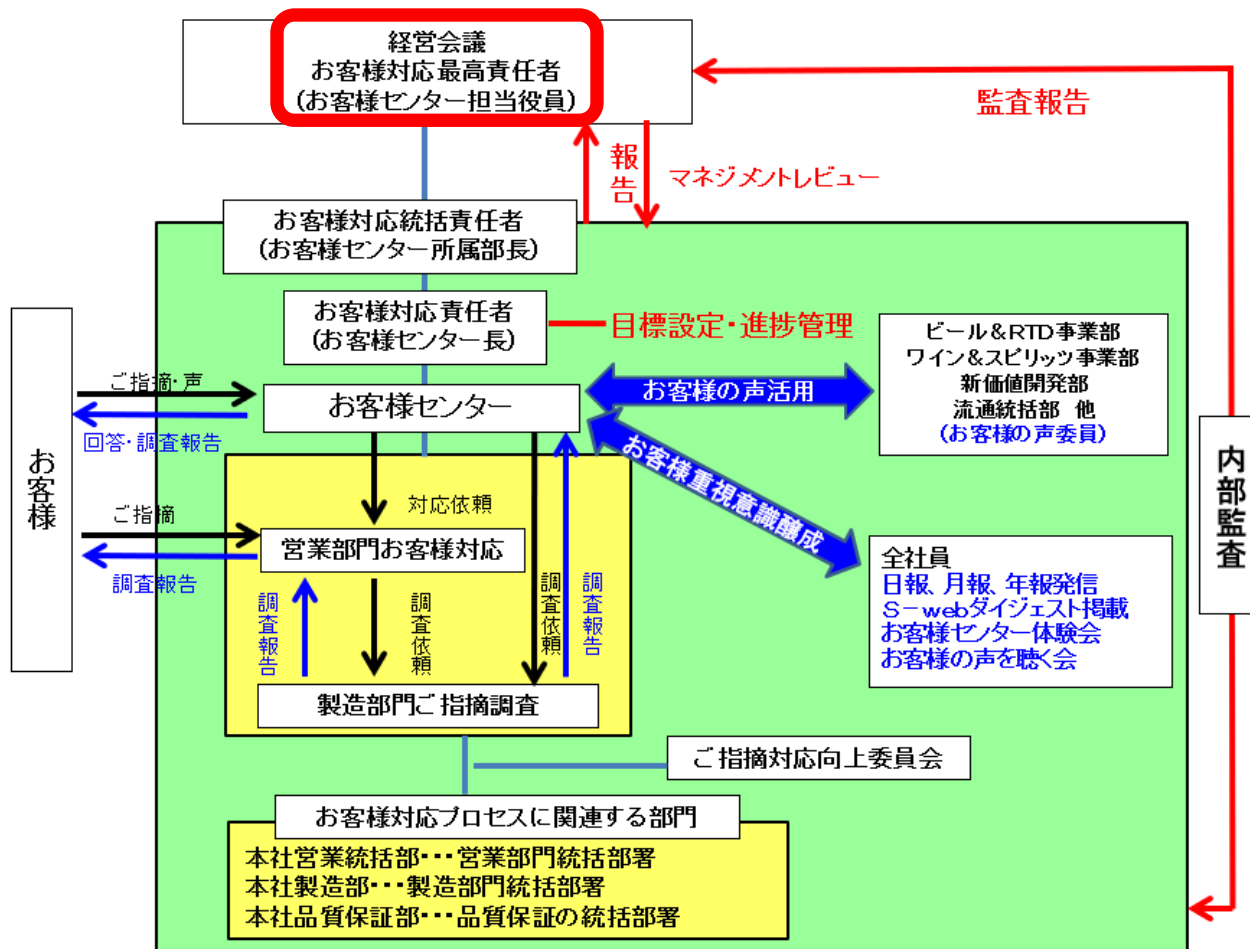 経営会議
お客様対応最高責任者
(お客様センター担当役員)
監査報告
報告
マネジメントレビュー
お客様対応統括責任者
(お客様センター所属部長)
お客様対応責任者
(お客様センター長)
目標設定・進捗管理
ビール&RTD事業部
ワイン&スピリッツ事業部
新価値開発部
流通統括部 他
(お客様の声委員)
ご指摘・声
お客様センター
お客様の声活用
回答・調査報告
お客様
内部監査
お客様重視意識醸成
対応依頼
ご指摘
営業部門お客様対応
調査報告
調査報告
調査依頼
調査依頼
調査報告
全社員
日報、月報、年報発信
S-webダイジェスト掲載
お客様センター体験会
お客様の声を聴く会
製造部門ご指摘調査
ご指摘対応向上委員会
お客様対応プロセスに関連する部門
本社営業統括部・・・営業部門統括部署
本社製造部・・・製造部門統括部署
本社品質保証部・・・品質保証の統括部署